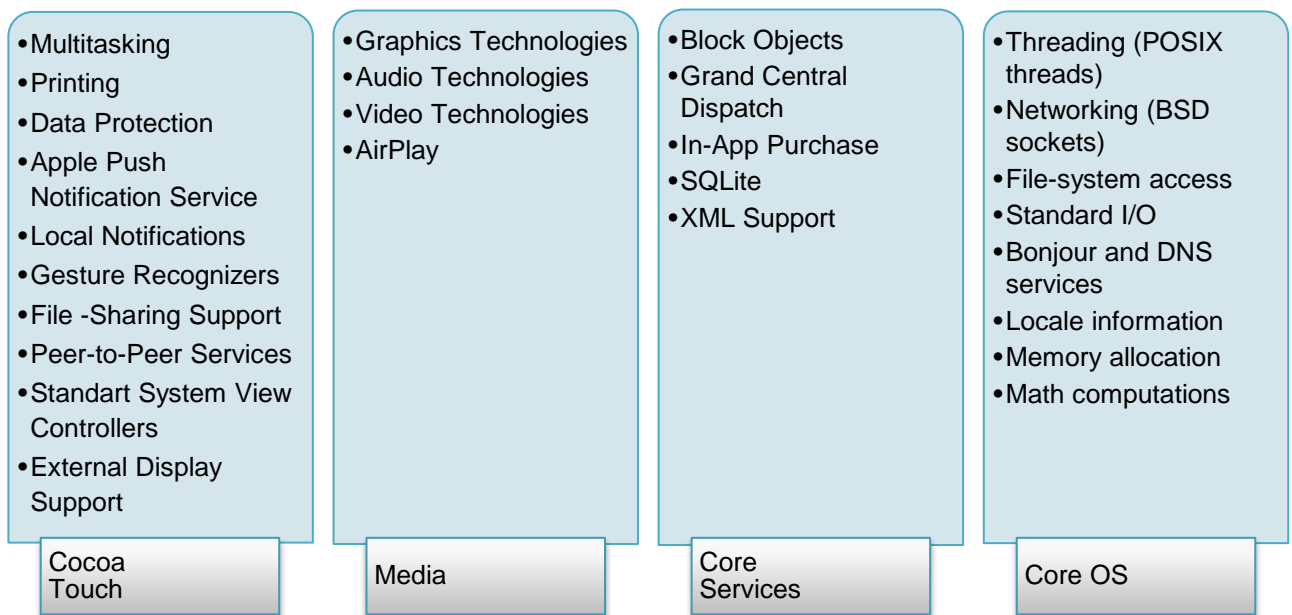 •Multitasking
•Printing
•Data Protection
•Apple Push
Notification Service
•Local Notifications
•Gesture Recognizers
•File -Sharing Support
•Peer-to-Peer Services
•Standart System View
Controllers
•External Display
Support
Cocoa
Touch
•Graphics Technologies
•Audio Technologies
•Video Technologies
•AirPlay
Media
•Block Objects
•Grand Central
Dispatch
•In-App Purchase
•SQLite
•XML Support
Core
Services
•Threading (POSIX
threads)
•Networking (BSD
sockets)
•File-system access
•Standard I/O
•Bonjour and DNS
services
•Locale information
•Memory allocation
•Math computations
Core OS